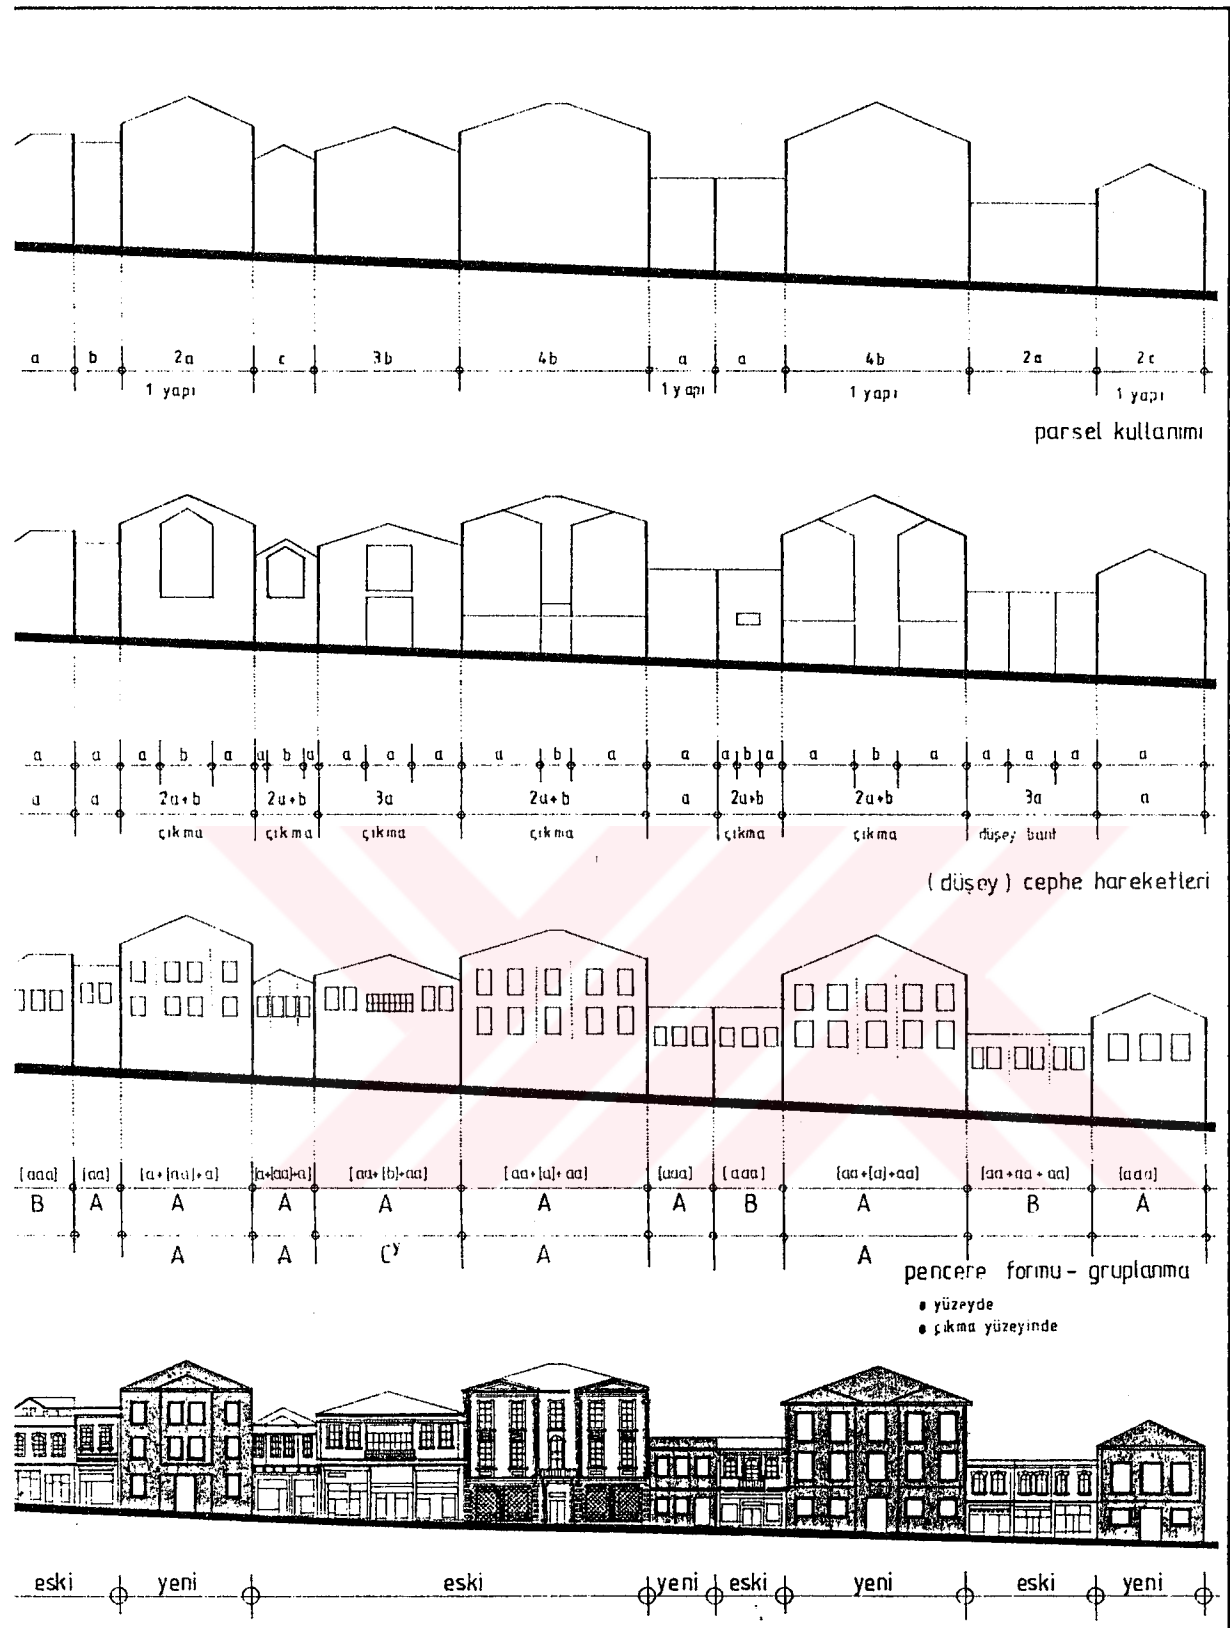 a b 2a c 3b 4b a a 4b 2a 2c
1 yapı 1 yapı 1 yapı 1 yapı
parsel kullanımı
a a a b a a b a a a a a b a a a b a a b a a a a a
a a 2a+b 2a+b 3a 2a+b a 2a+b 2a+b 3a a
çıkma çıkma çıkma çıkma çıkma çıkma düşey bant
(düşey) cephe hareketleri
[aaa] [aa] [a+[aa]+a] [a+[aa]+a] [aa+[b]+aa] [aa+[a]+aa] [aaa] [aaa] [aa+[a]+aa] [aa+aa+aa] [aaa]
B A A A A A A B A B A
A A Cʸ A A
pencere formu - gruplanma
• yüzeyde
• çıkma yüzeyinde
eski yeni eski yeni eski yeni eski yeni